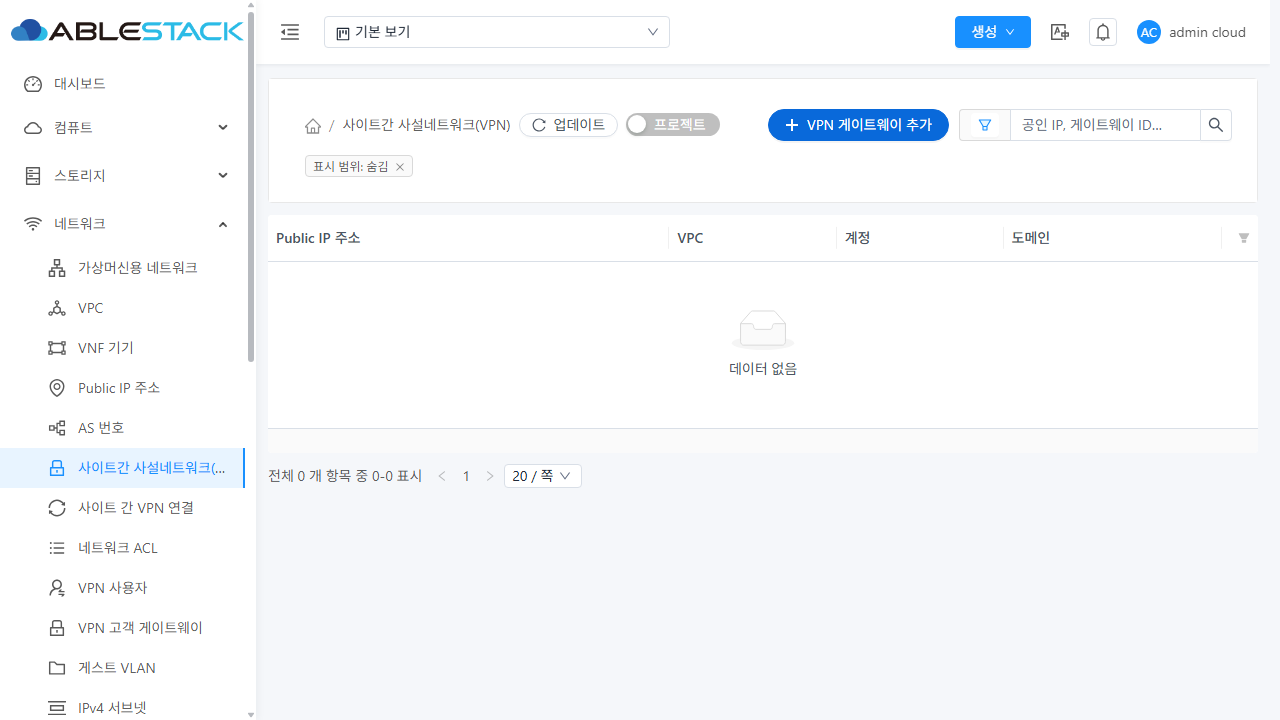 ABLESTACK
기본 보기
생성
AC
admin cloud
대시보드
컴퓨트
스토리지
네트워크
가상머신용 네트워크
VPC
VNF 기기
Public IP 주소
AS 번호
사이트간 사설네트워크(...
사이트 간 VPN 연결
네트워크 ACL
VPN 사용자
VPN 고객 게이트웨이
게스트 VLAN
IPv4 서브넷
/ 사이트간 사설네트워크(VPN)
업데이트
프로젝트
VPN 게이트웨이 추가
공인 IP, 게이트웨이 ID...
표시 범위: 숨김
Public IP 주소
VPC
계정
도메인
데이터 없음
전체 0 개 항목 중 0-0 표시
1
20 / 쪽